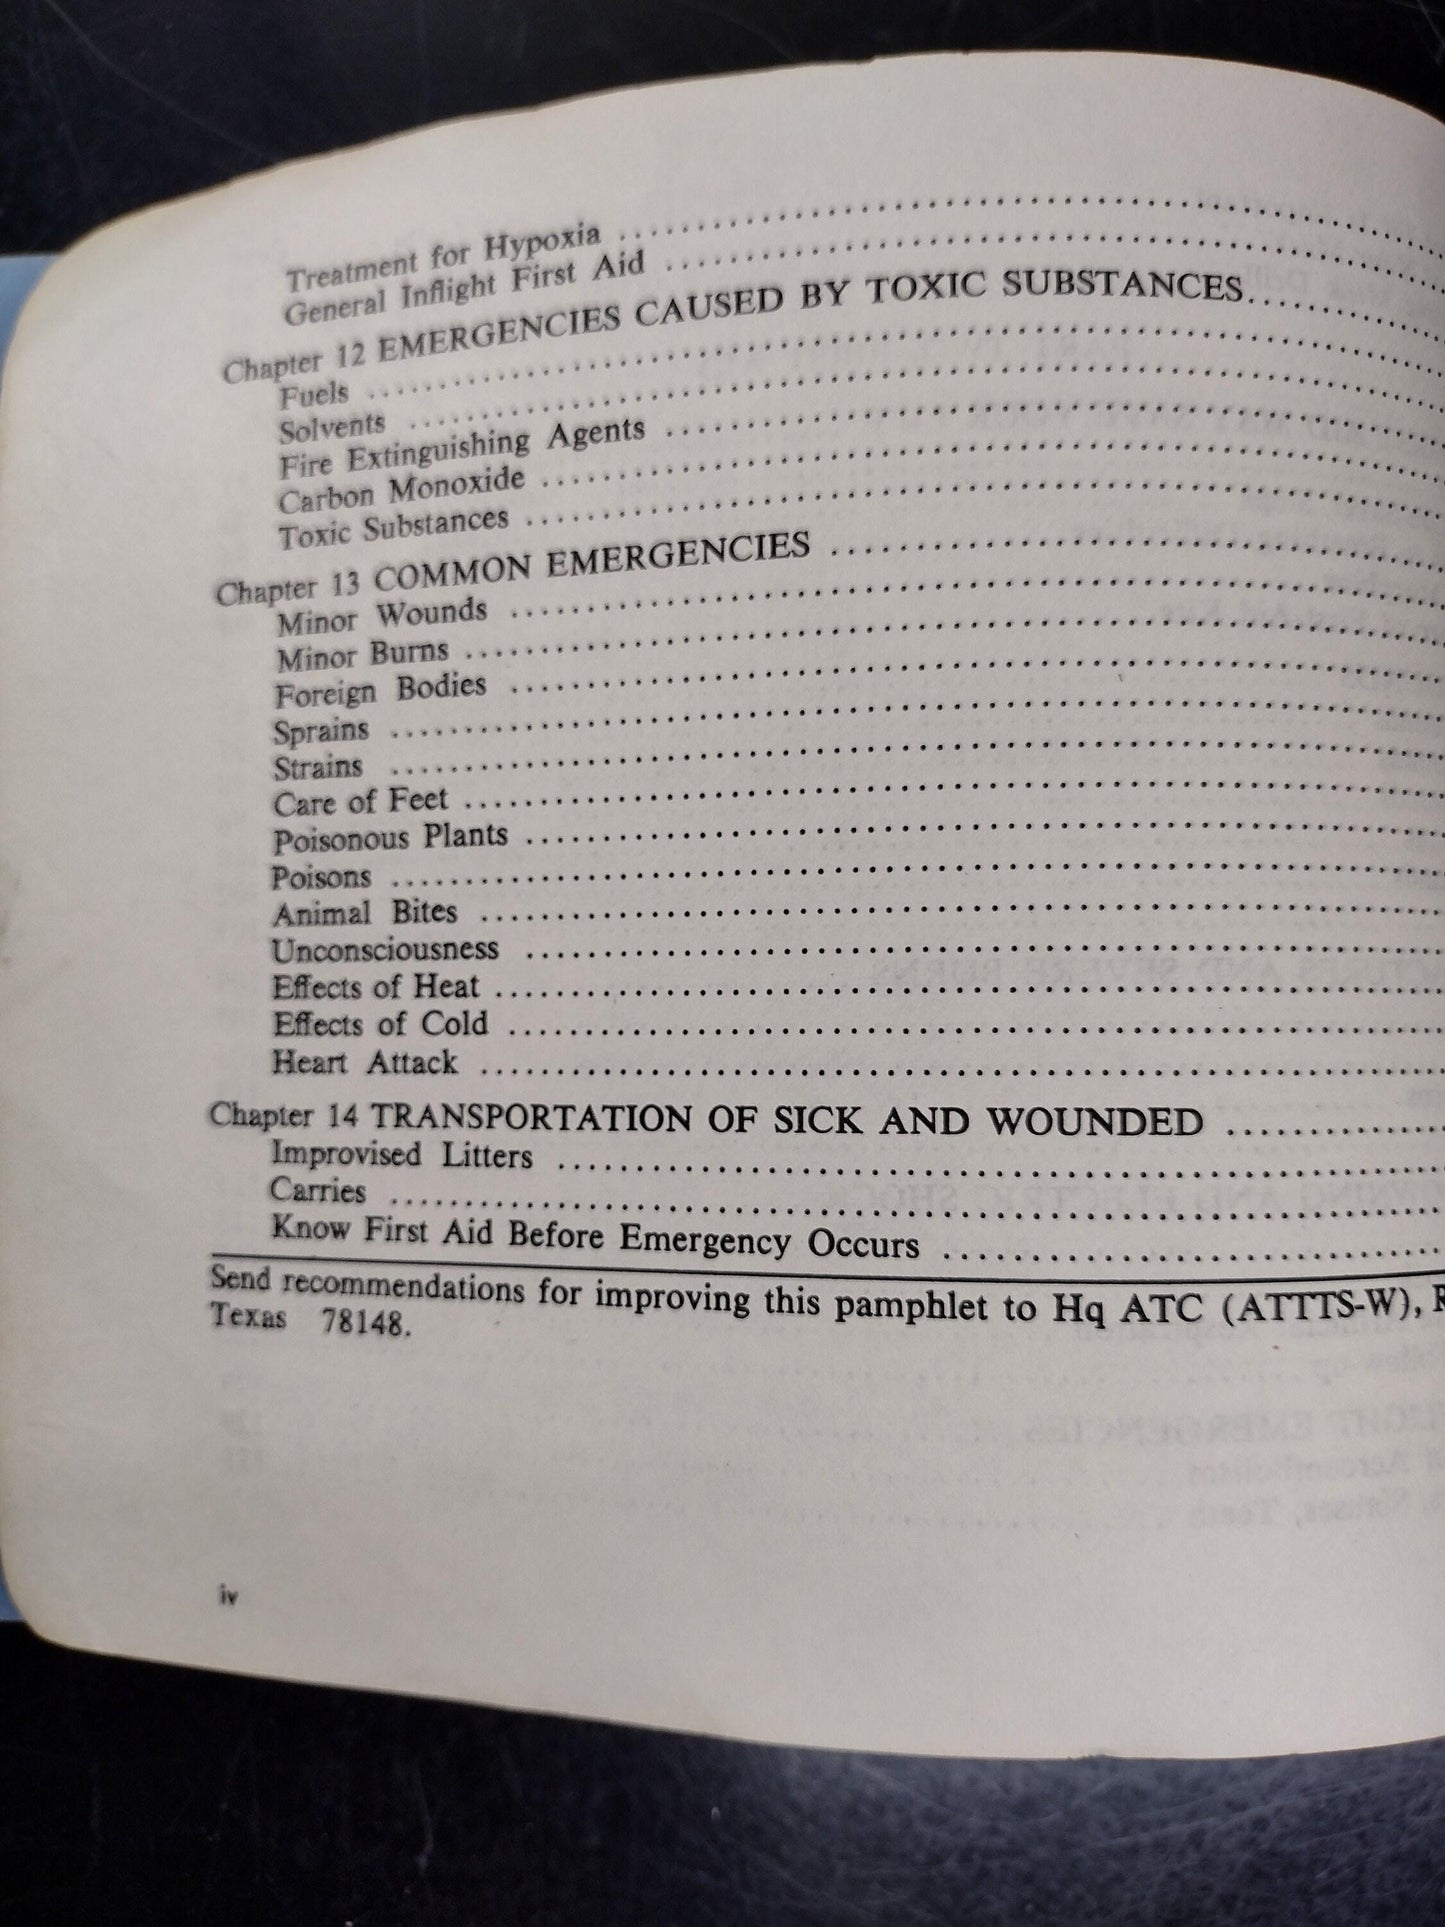 Treatment for Hypoxia ........................................
General Inflight First Aid ........................................
Chapter 12 EMERGENCIES CAUSED BY TOXIC SUBSTANCES..........
Fuels ........................................
Solvents ........................................
Fire Extinguishing Agents ........................................
Carbon Monoxide ........................................
Toxic Substances ........................................
Chapter 13 COMMON EMERGENCIES ..............................
Minor Wounds ........................................
Minor Burns ........................................
Foreign Bodies ........................................
Sprains ........................................
Strains ........................................
Care of Feet ........................................
Poisonous Plants ........................................
Poisons ........................................
Animal Bites ........................................
Unconsciousness ........................................
Effects of Heat ........................................
Effects of Cold ........................................
Heart Attack ........................................
Chapter 14 TRANSPORTATION OF SICK AND WOUNDED ..........
Improvised Litters ........................................
Carries ........................................
Know First Aid Before Emergency Occurs ....................
Send recommendations for improving this pamphlet to Hq ATC (ATTTS-W), R
Texas 78148.
iv